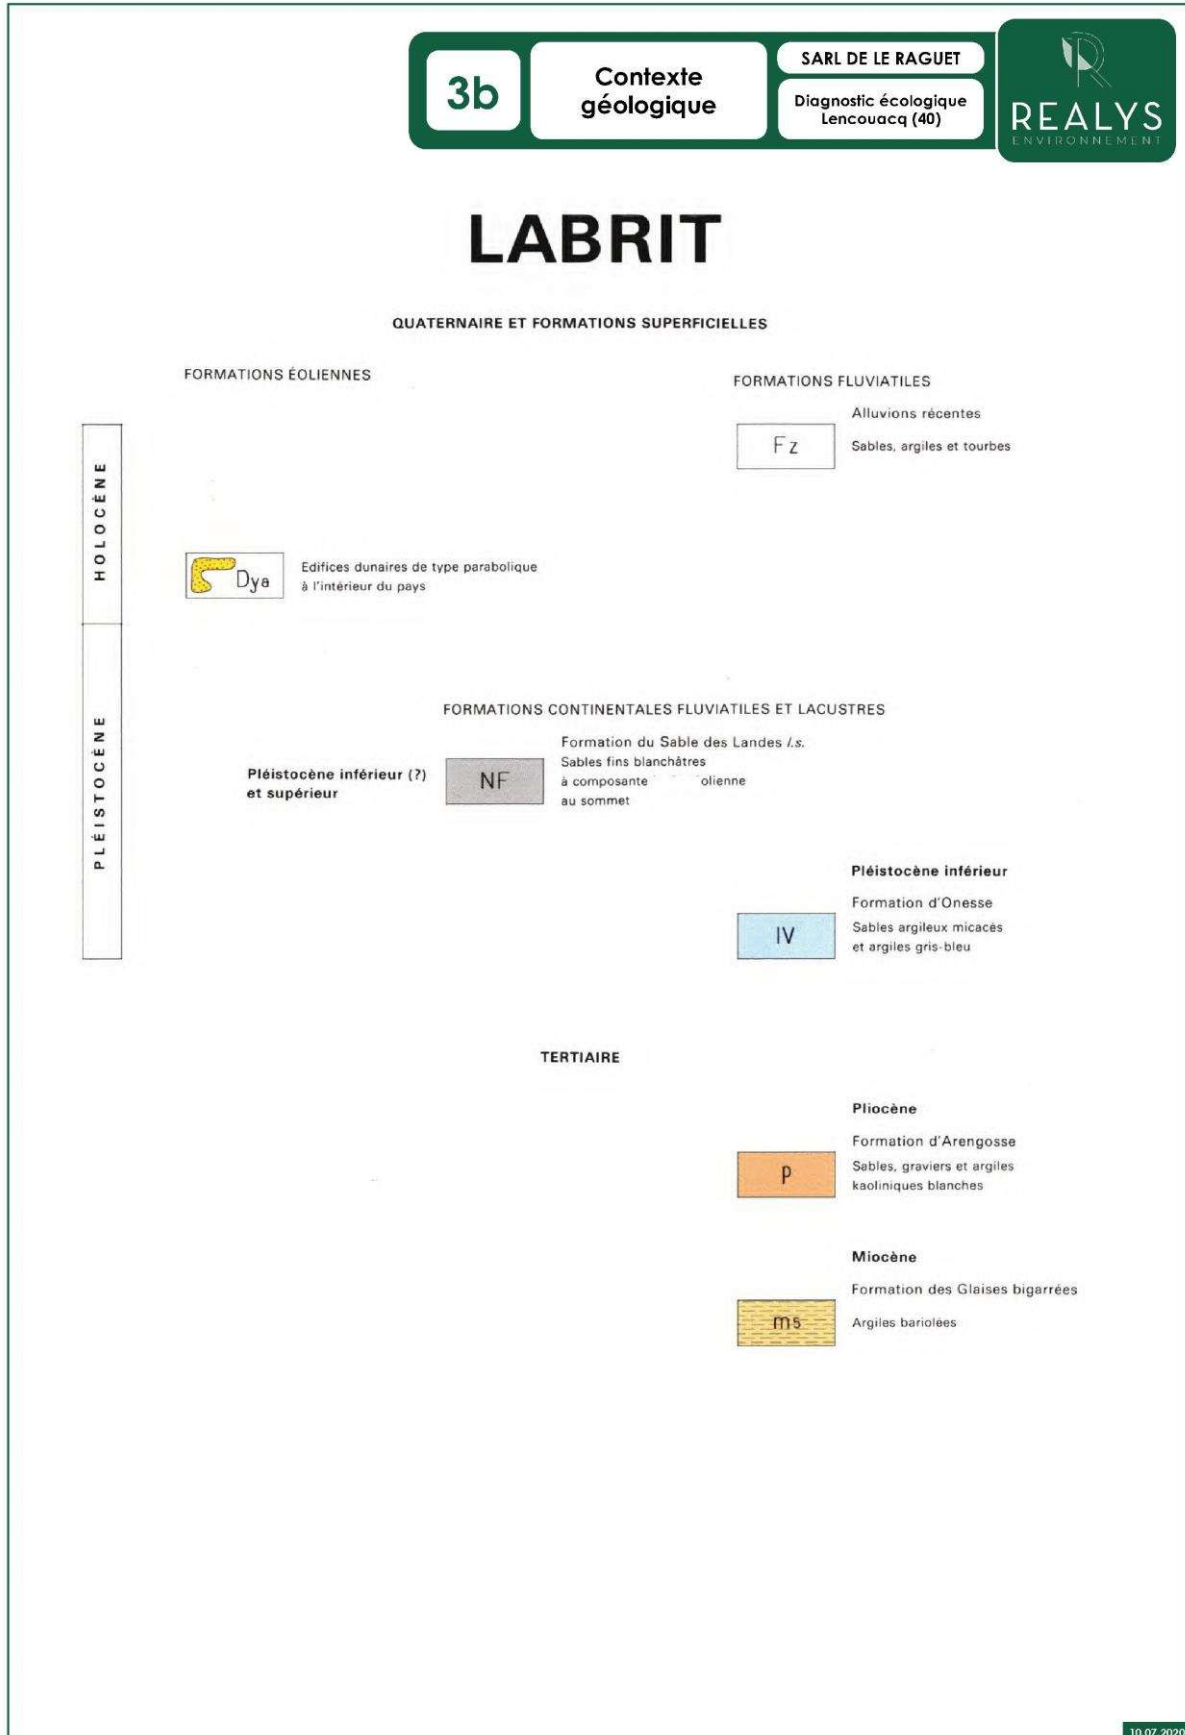 3b
Contexte
géologique
SARL DE LE RAGUET
Diagnostic écologique
Lencouacq (40)
REALYS
ENVIRONNEMENT
LABRIT
QUATERNAIRE ET FORMATIONS SUPERFICIELLES
FORMATIONS ÉOLIENNES
FORMATIONS FLUVIATILES
Alluvions récentes
Fz
Sables, argiles et tourbes
HOLOCÈNE
Dya
Edifices dunaires de type parabolique
à l'intérieur du pays
PLÉISTOCÈNE
FORMATIONS CONTINENTALES FLUVIATILES ET LACUSTRES
Pléistocène inférieur (?)
et supérieur
NF
Formation du Sable des Landes l.s.
Sables fins blanchâtres
à composante olienne
au sommet
Pléistocène inférieur
Formation d'Onesse
IV
Sables argileux micacés
et argiles gris-bleu
TERTIAIRE
Pliocène
Formation d'Arengosse
p
Sables, graviers et argiles
kaoliniques blanches
Miocène
Formation des Glaises bigarrées
m5
Argiles bariolées
10.07.2020